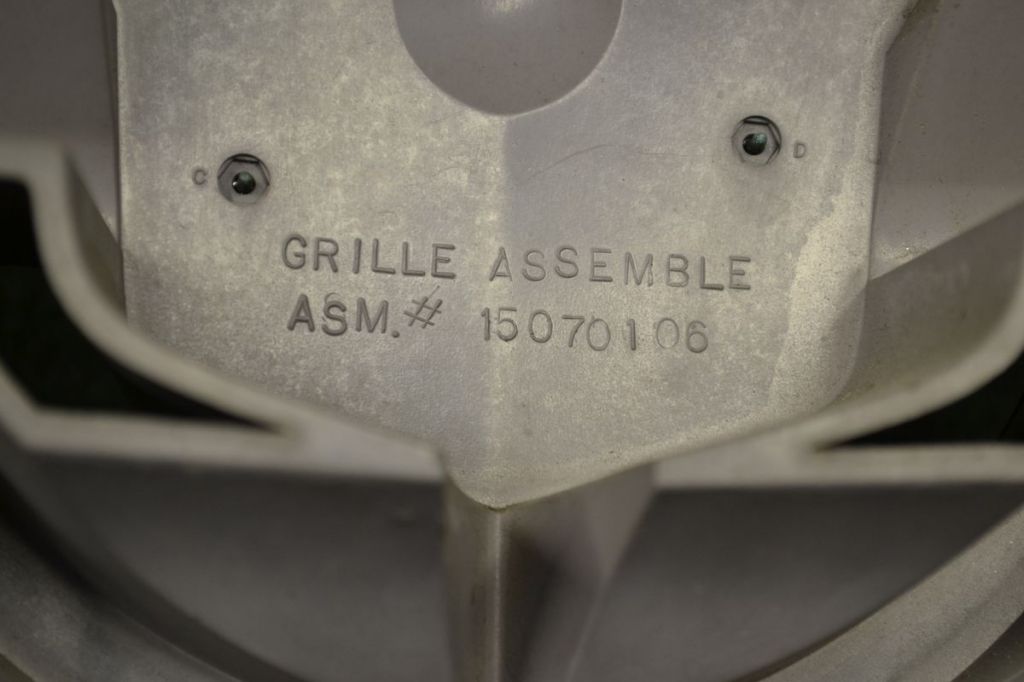 C
D
GRILLE ASSEMBLE
ASM.# 15070106